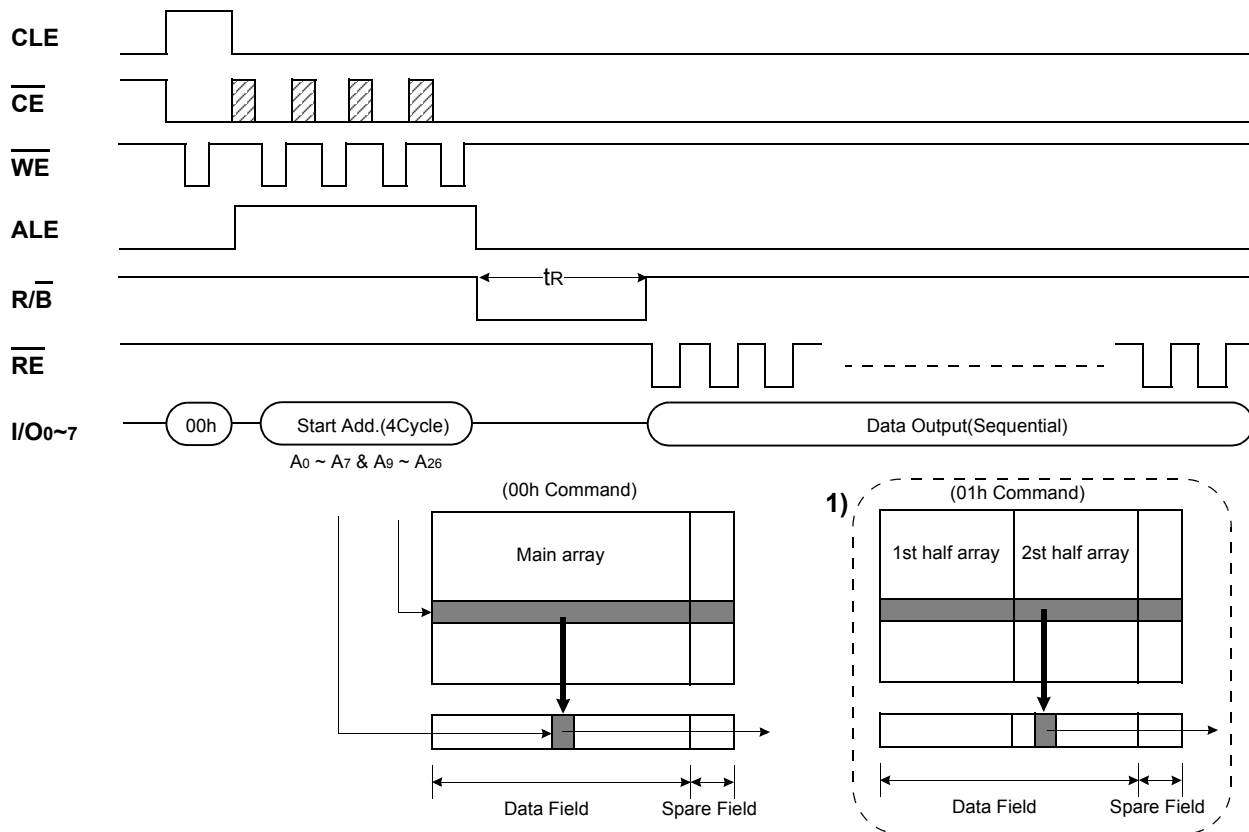 CLE
CE
WE
ALE
R/B
tR
RE
I/O0~7
00h
Start Add.(4Cycle)
Data Output(Sequential)
A0 ~ A7 & A9 ~ A26
(00h Command)
1)
(01h Command)
Main array
1st half array
2st half array
Data Field
Spare Field
Data Field
Spare Field